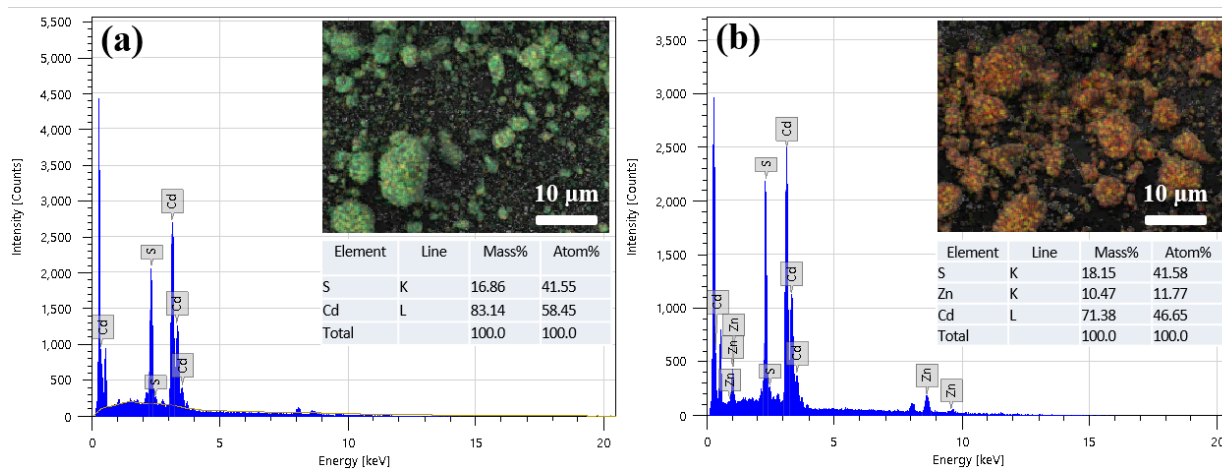 (a)
Intensity [Counts]
5,500
5,000
4,500
4,000
3,500
3,000
2,500
2,000
1,500
1,000
500
0
Cd
S
S
Cd
Cd
Cd
10 μm
Element Line Mass% Atom%
S K 16.86 41.55
Cd L 83.14 58.45
Total 100.0 100.0
0 5 10 15 20
Energy [keV]
(b)
Intensity [Counts]
3,500
3,000
2,500
2,000
1,500
1,000
500
0
Cd
Zn
Zn
Zn
S
S
Cd
Cd
Cd
Zn
Zn
10 μm
Element Line Mass% Atom%
S K 18.15 41.58
Zn K 10.47 11.77
Cd L 71.38 46.65
Total 100.0 100.0
0 5 10 15 20
Energy [keV]